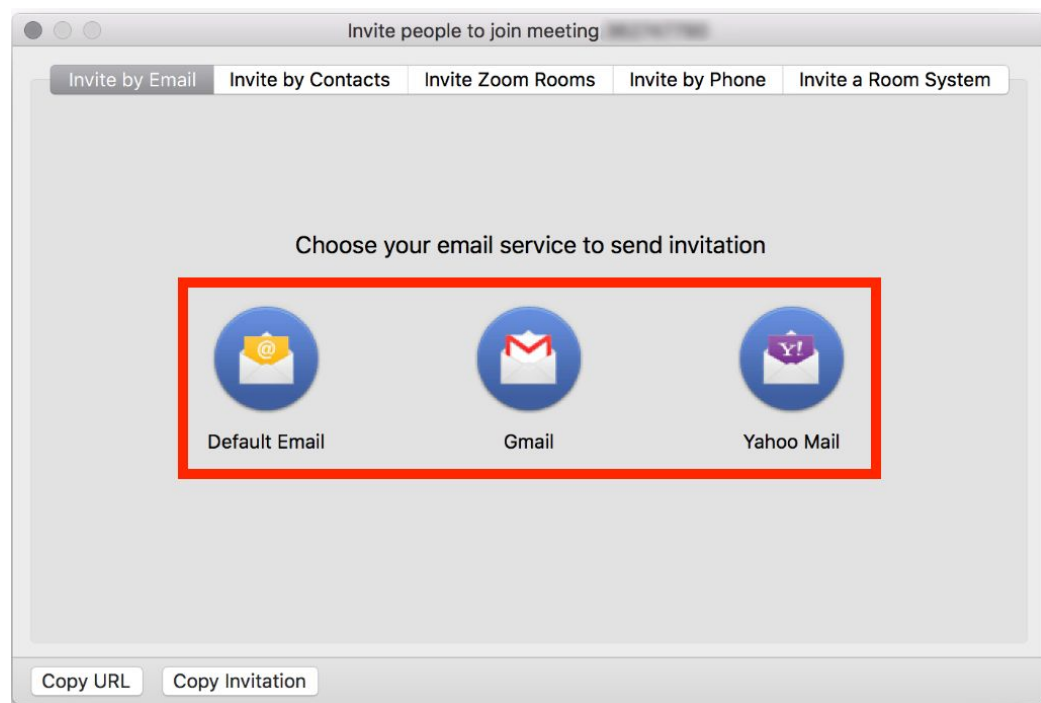 Invite people to join meeting
Invite by Email Invite by Contacts Invite Zoom Rooms Invite by Phone Invite a Room System
Choose your email service to send invitation
@ Y!
Default Email Gmail Yahoo Mail
Copy URL Copy Invitation